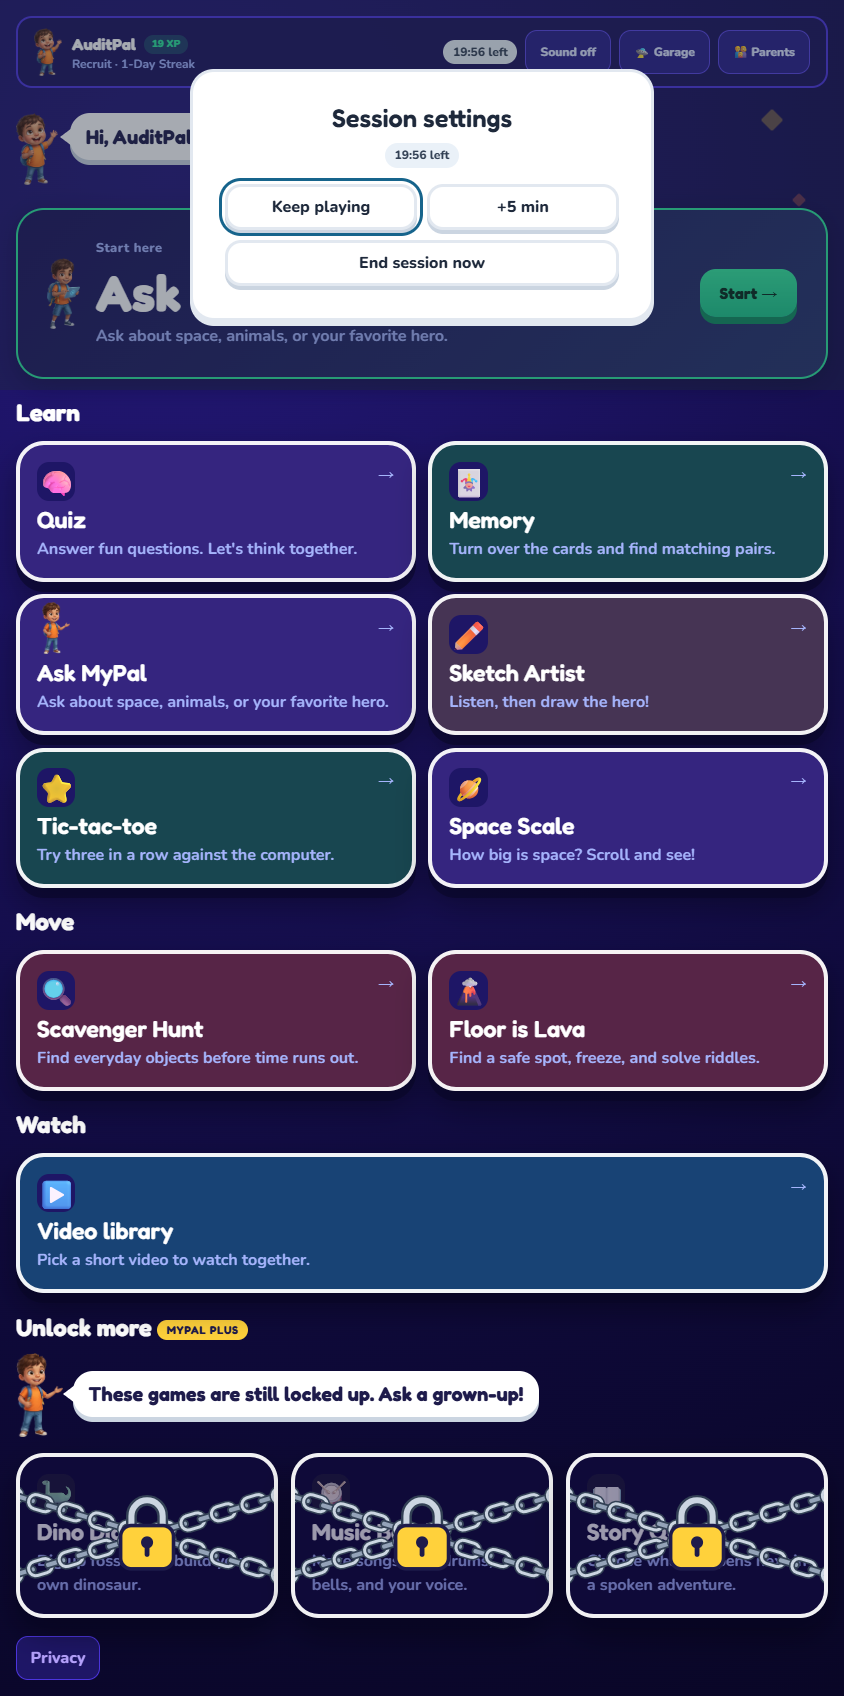 AuditPal 19 XP
Recruit · 1-Day Streak
19:56 left
Sound off
Garage
Parents
Hi, AuditPal
Session settings
19:56 left
Keep playing
+5 min
End session now
Start here
Ask
Ask about space, animals, or your favorite hero.
Start →
Learn
Quiz →
Answer fun questions. Let's think together.
Memory →
Turn over the cards and find matching pairs.
Ask MyPal →
Ask about space, animals, or your favorite hero.
Sketch Artist →
Listen, then draw the hero!
Tic-tac-toe →
Try three in a row against the computer.
Space Scale →
How big is space? Scroll and see!
Move
Scavenger Hunt →
Find everyday objects before time runs out.
Floor is Lava →
Find a safe spot, freeze, and solve riddles.
Watch
Video library →
Pick a short video to watch together.
Unlock more MYPAL PLUS
These games are still locked up. Ask a grown-up!
Dino
own dinosaur.
Music
bells, and your voice.
Story
a spoken adventure.
Privacy